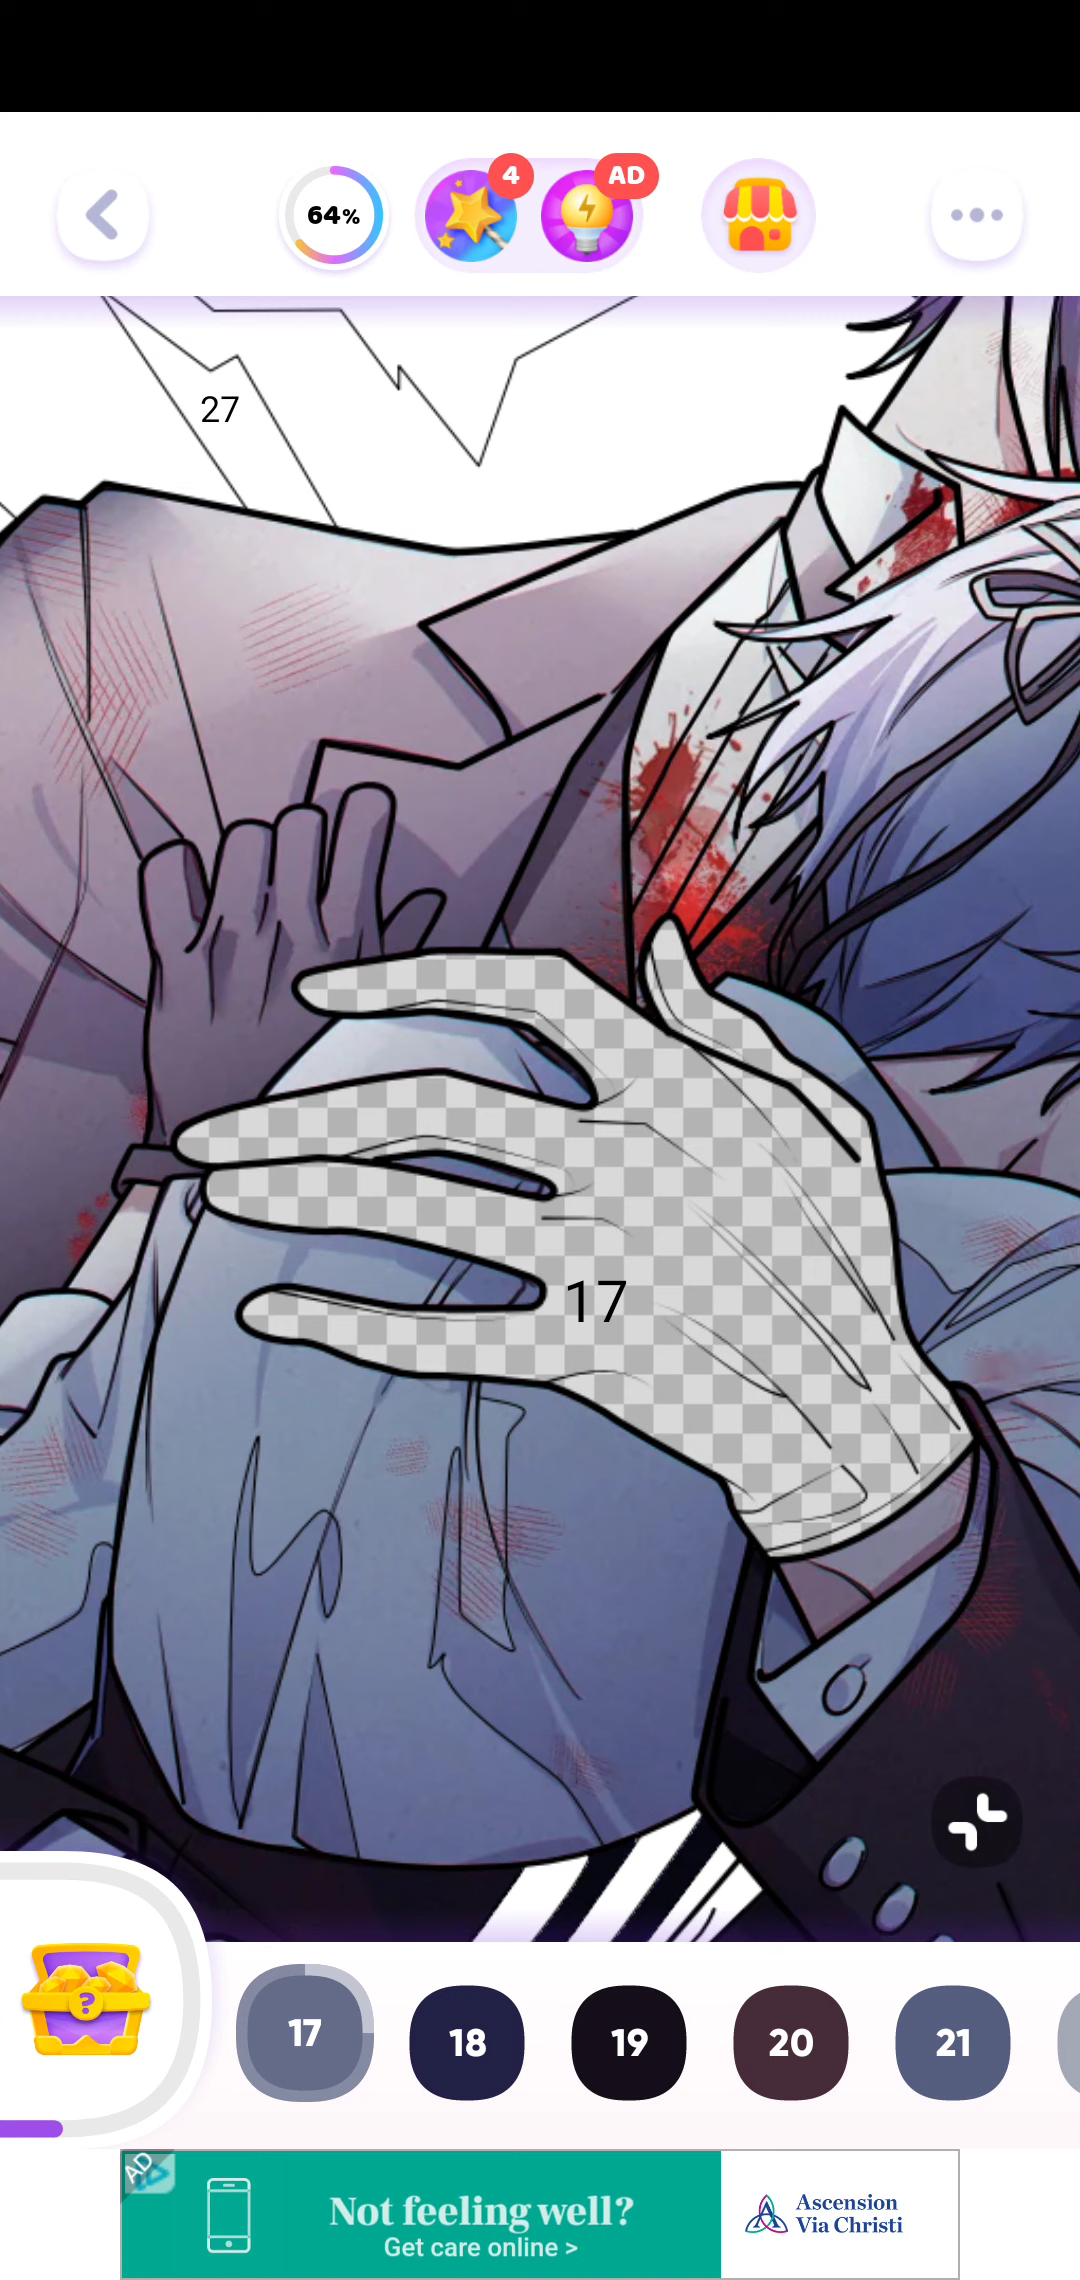 64%
4
AD
27
17
17
18
19
20
21
AD
Not feeling well?
Get care online >
Ascension
Via Christi